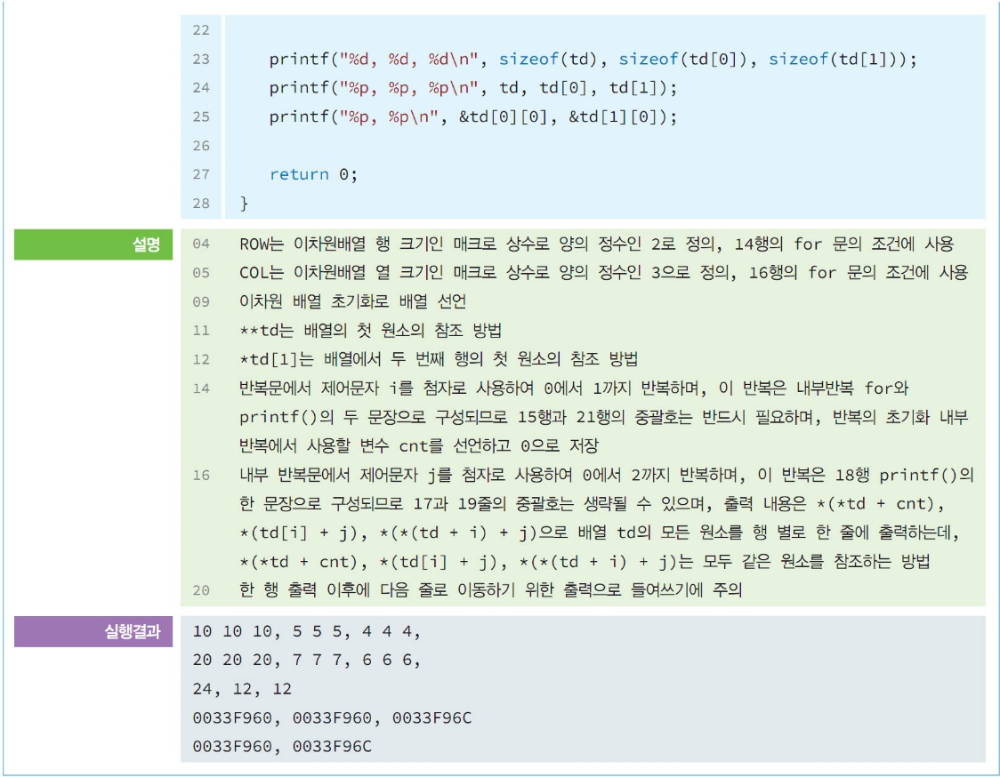 22
23 printf("%d, %d, %d\n", sizeof(td), sizeof(td[0]), sizeof(td[1]));
24 printf("%p, %p, %p\n", td, td[0], td[1]);
25 printf("%p, %p\n", &td[0][0], &td[1][0]);
26
27 return 0;
28 }
설명
04 ROW는 이차원배열 행 크기인 매크로 상수로 양의 정수인 2로 정의, 14행의 for 문의 조건에 사용
05 COL는 이차원배열 열 크기인 매크로 상수로 양의 정수인 3으로 정의, 16행의 for 문의 조건에 사용
09 이차원 배열 초기화로 배열 선언
11 **td는 배열의 첫 원소의 참조 방법
12 *td[1]는 배열에서 두 번째 행의 첫 원소의 참조 방법
14 반복문에서 제어문자 i를 첨자로 사용하여 0에서 1까지 반복하며, 이 반복은 내부반복 for와
printf()의 두 문장으로 구성되므로 15행과 21행의 중괄호는 반드시 필요하며, 반복의 초기화 내부
반복에서 사용할 변수 cnt를 선언하고 0으로 저장
16 내부 반복문에서 제어문자 j를 첨자로 사용하여 0에서 2까지 반복하며, 이 반복은 18행 printf()의
한 문장으로 구성되므로 17과 19줄의 중괄호는 생략될 수 있으며, 출력 내용은 *(*td + cnt),
*(td[i] + j), *(*(td + i) + j)으로 배열 td의 모든 원소를 행 별로 한 줄에 출력하는데,
*(*td + cnt), *(td[i] + j), *(*(td + i) + j)는 모두 같은 원소를 참조하는 방법
20 한 행 출력 이후에 다음 줄로 이동하기 위한 출력으로 들여쓰기에 주의
실행결과
10 10 10, 5 5 5, 4 4 4,
20 20 20, 7 7 7, 6 6 6,
24, 12, 12
0033F960, 0033F960, 0033F96C
0033F960, 0033F96C